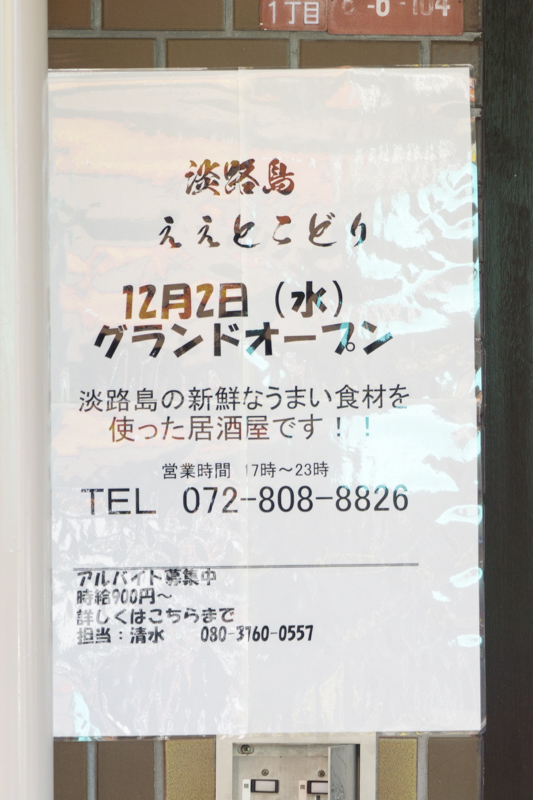 1丁目 -6-104
淡路島
ええとこどり
12月2日（水）
グランドオープン
淡路島の新鮮なうまい食材を
使った居酒屋です！！
営業時間 17時～23時
TEL 072-808-8826
アルバイト募集中
時給900円～
詳しくはこちらまで
担当：清水 080-3760-0557